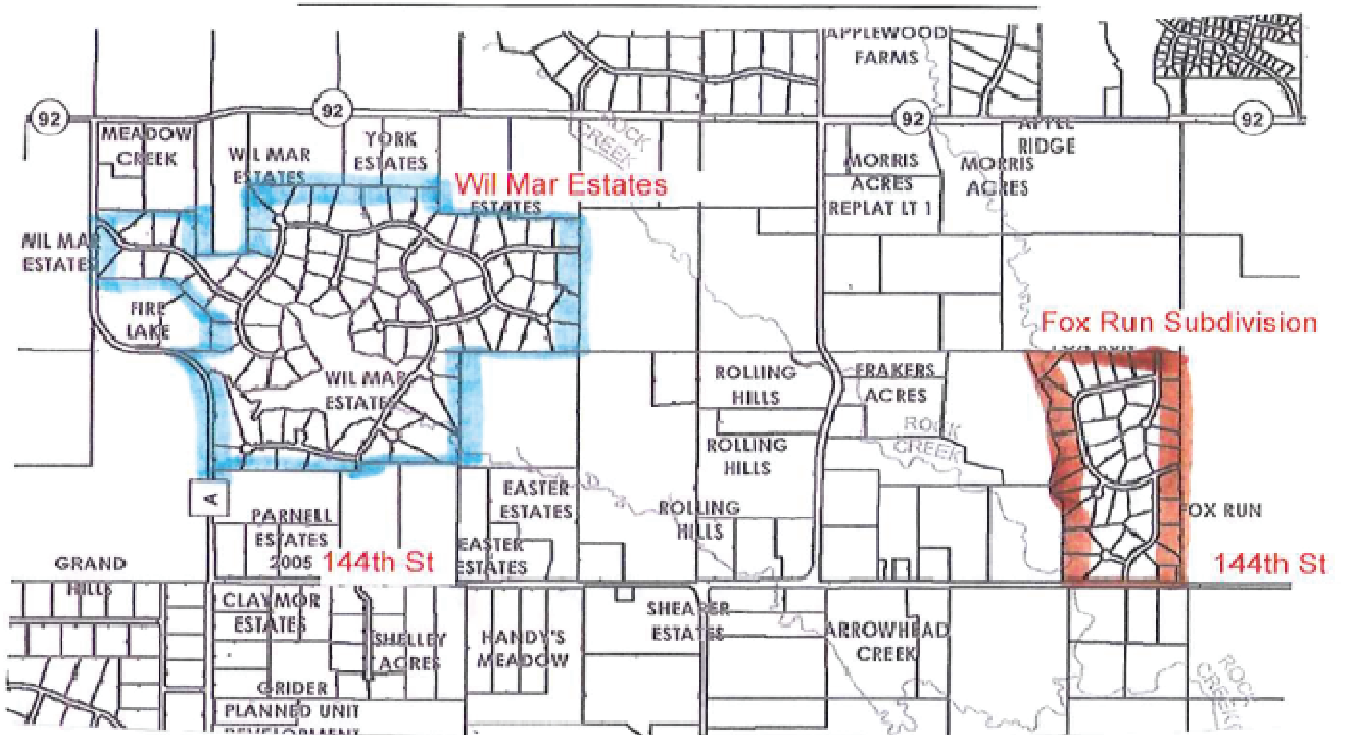 APPLEWOOD
FARMS
92
92
92
92
MEADOW
CREEK
WIL MAR
ESTATES
YORK
ESTATES
ROCK
CREEK
APPLE
RIDGE
MORRIS
ACRES
REPLAT LT 1
MORRIS
ACRES
Wil Mar Estates
ESTATES
WIL MAR
ESTATES
FIRE
LAKE
Fox Run Subdivision
FOX RUN
WIL MAR
ESTATES
ROLLING
HILLS
FRAKERS
ACRES
ROCK
CREEK
ROLLING
HILLS
A
EASTER
ESTATES
ROLLING
HILLS
FOX RUN
PARNELL
ESTATES
2005
144th St
EASTER
ESTATES
144th St
GRAND
HILLS
CLAYMOR
ESTATES
SHELLEY
ACRES
HANDY'S
MEADOW
SHEARER
ESTATES
ARROWHEAD
CREEK
ROCK
CREEK
GRIDER
PLANNED UNIT
DEVELOPMENT